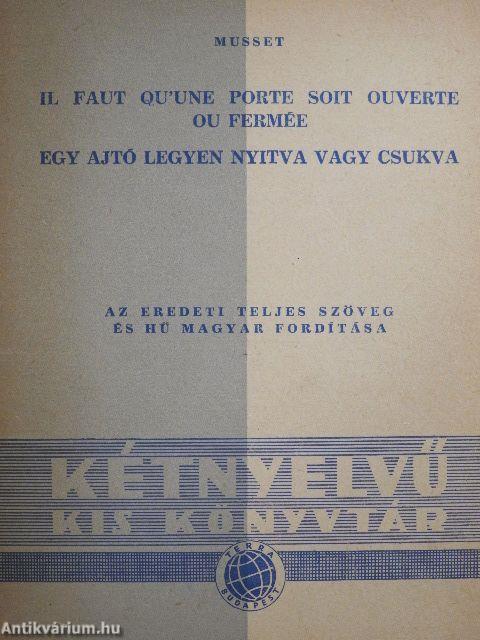 MUSSET
IL FAUT QU'UNE PORTE SOIT OUVERTE
OU FERMÉE
EGY AJTÓ LEGYEN NYITVA VAGY CSUKVA
AZ EREDETI TELJES SZÖVEG
ÉS HŰ MAGYAR FORDÍTÁSA
KÉTNYELVŰ
KIS KÖNYVTÁR
TERRA
BUDAPEST
Antikvárium.hu